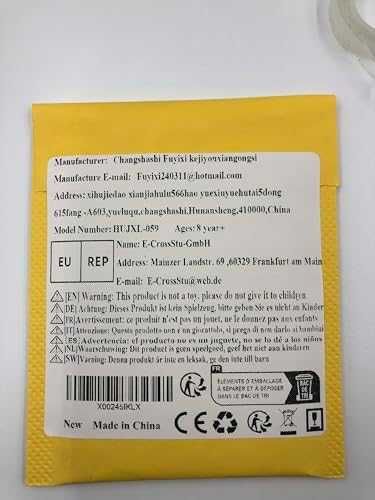 Manufacturer: Changshashi Fuyixi kejiyouxiangongsi
Manufacture E-mail: Fuyixi240311@hotmail.com
Address: xihujiedao xianjiahulu566hao yuexiuyuehutai5dong
615fang -A603,yueluqu,changshashi,Hunansheng,410000,China
Model Number: HUJXL-059 Ages: 8 year+
EU REP
Name: E-CrossStu-GmbH
Address: Mainzer Landstr. 69,60329 Frankfurt am Main
E-Mail: E-CrossStu@web.de
[EN] Warning: This product is not a toy, please do not give to children.
[DE] Achtung: Dieses Produkt ist kein Spielzeug, bitte geben Sie es nicht an Kinder
[FR] Avertissement: ce produit n'est pas un jouet, ne le donnez pas aux enfants
[IT] Attenzione: Questo prodotto non e un giocattolo, si prega di non darlo ai bambini
[ES] Advertencia: el producto no es un juguete, no se lo dé a los niños
[NL] Waarschuwing: Dit product is geen speelgoed, geef het niet aan kinderen
[SW] Varning: Denna produkt är inte en leksak, ge den inte till barn
FR
ÉLÉMENTS D'EMBALLAGE
À SÉPARER ET À DÉPOSER
DANS LE BAC DE TRI
BAC
DE TRI
X002456IKLX
New Made in China
CE